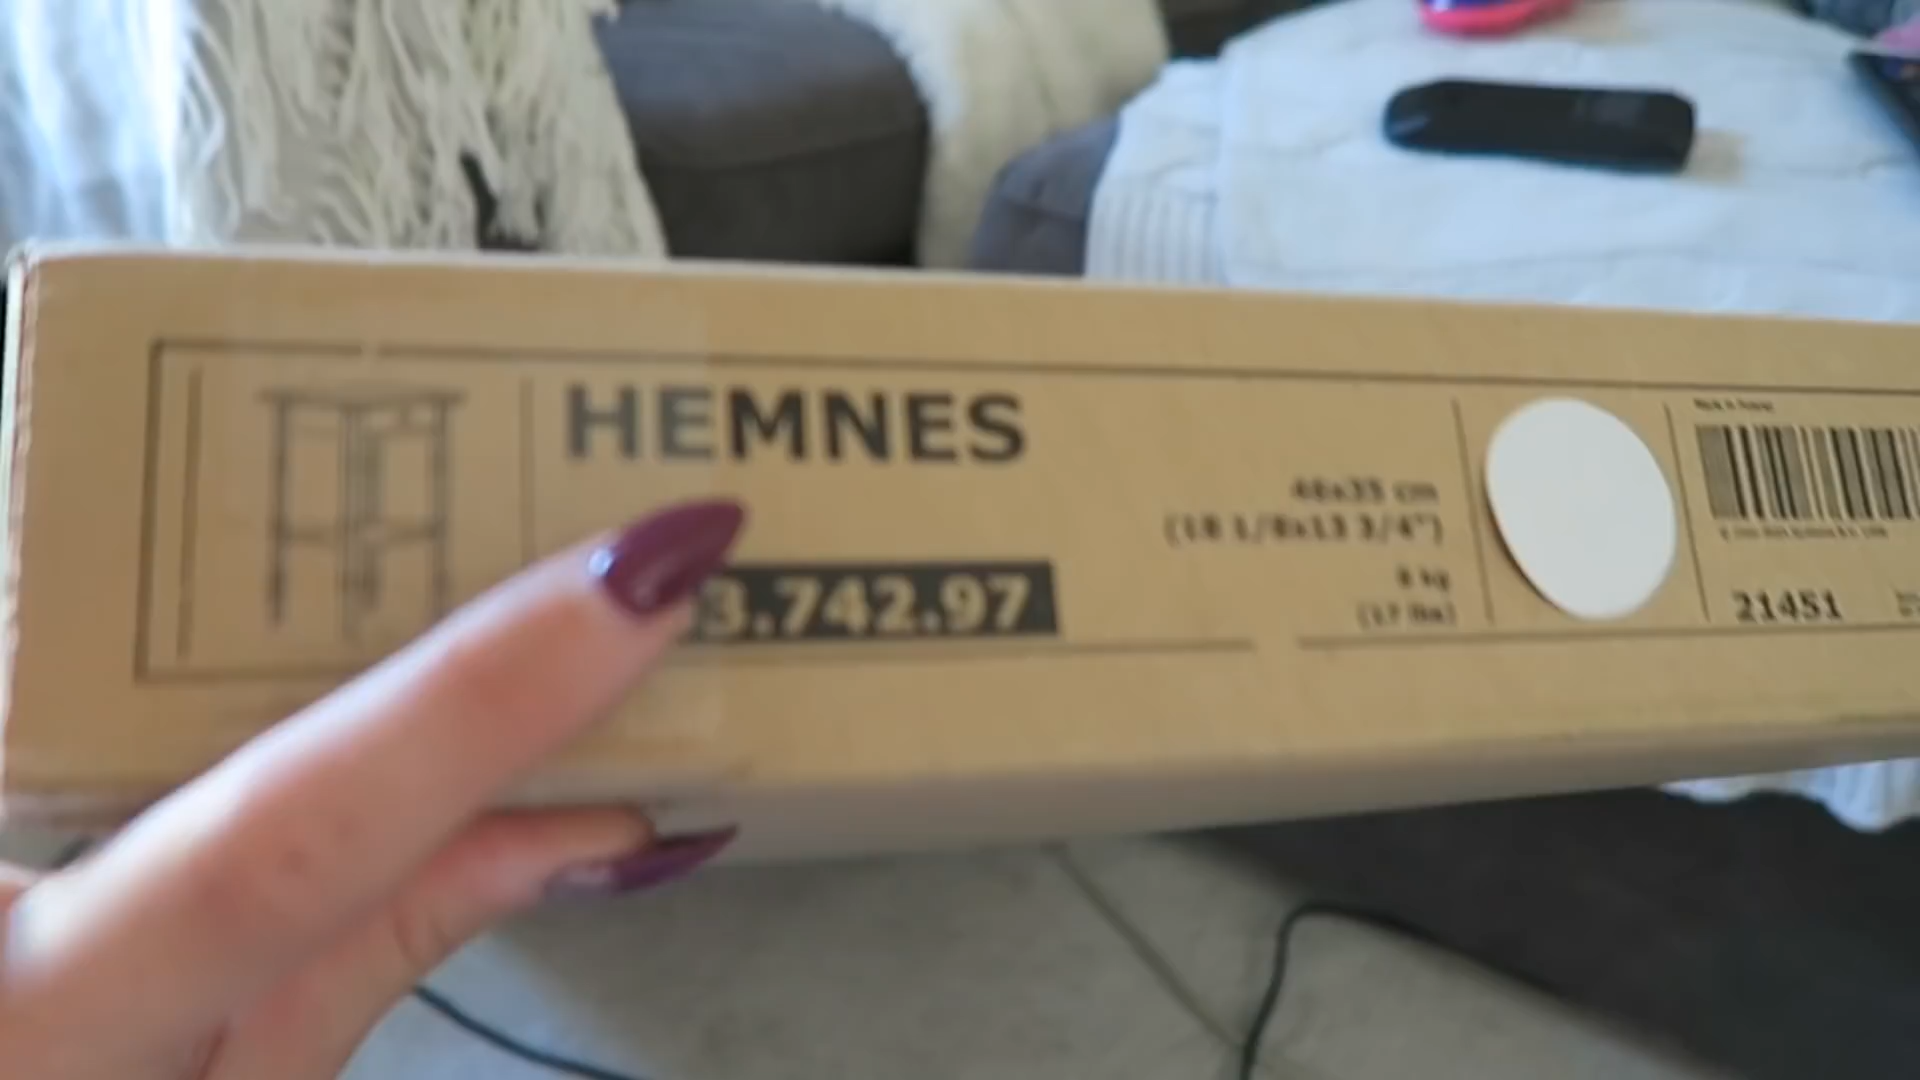 HEMNES
3.742.97
46x35 cm
(18 1/8x13 3/4")
8 kg
(17 lbs)
21451